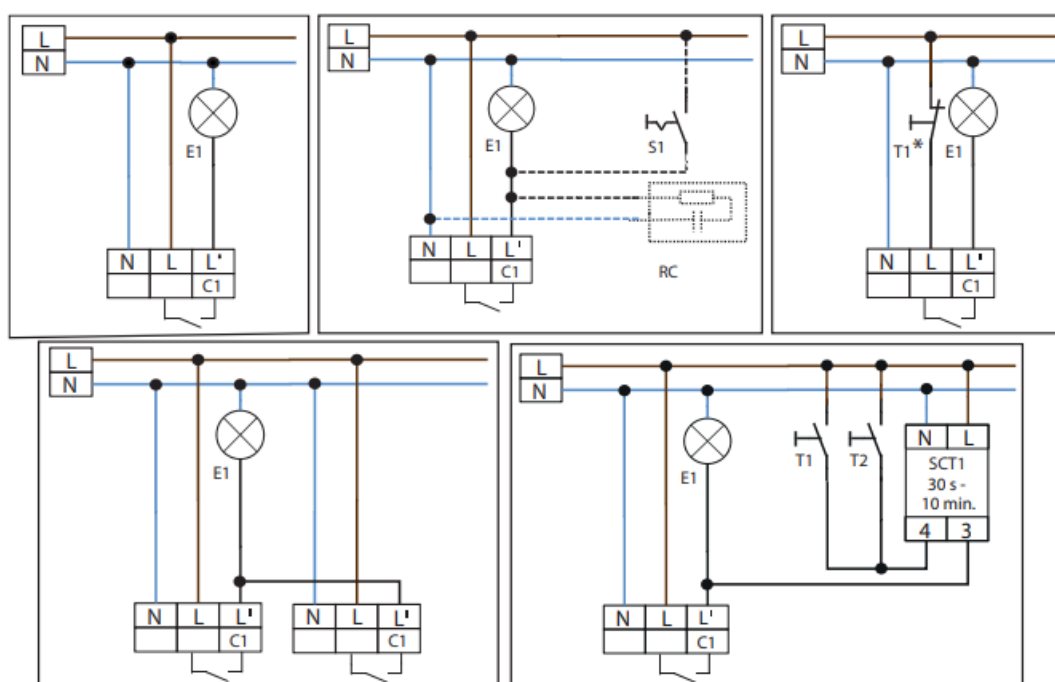 L
N
E1
N L L'
C1
L
N
E1
S1
N L L'
C1
RC
L
N
T1* E1
N L L'
C1
L
N
E1
N L L'
C1
N L L'
C1
L
N
E1
T1 T2
N L
SCT1
30 s -
10 min.
4 3
N L L'
C1